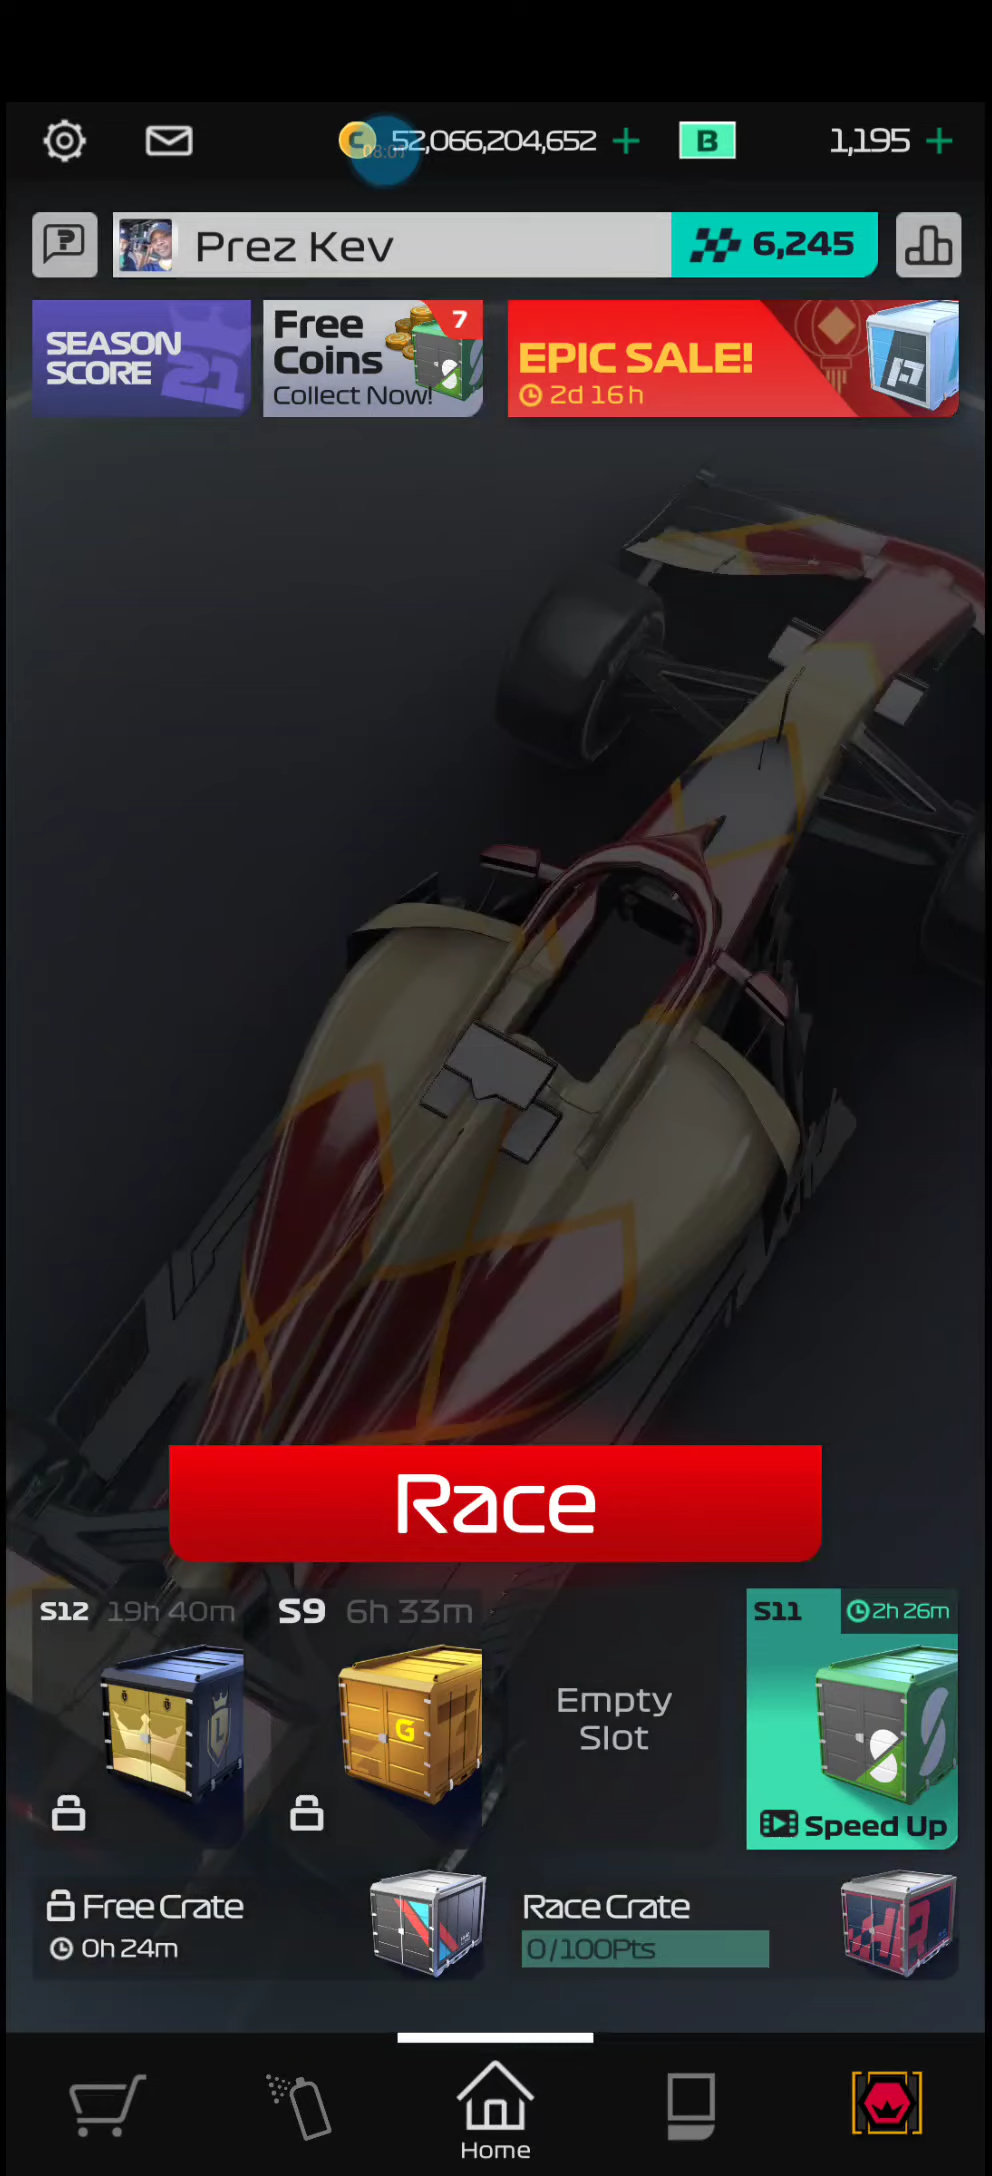 52,066,204,652
B
1,195
03:01
?
Prez Kev
6,245
SEASON
SCORE
21
Free
Coins
Collect Now!
7
EPIC SALE!
2d 16h
Race
S12 19h 40m
S9 6h 33m
S11 2h 26m
L
G
Empty
Slot
Speed Up
Free Crate
0h 24m
Race Crate
0/100Pts
Home